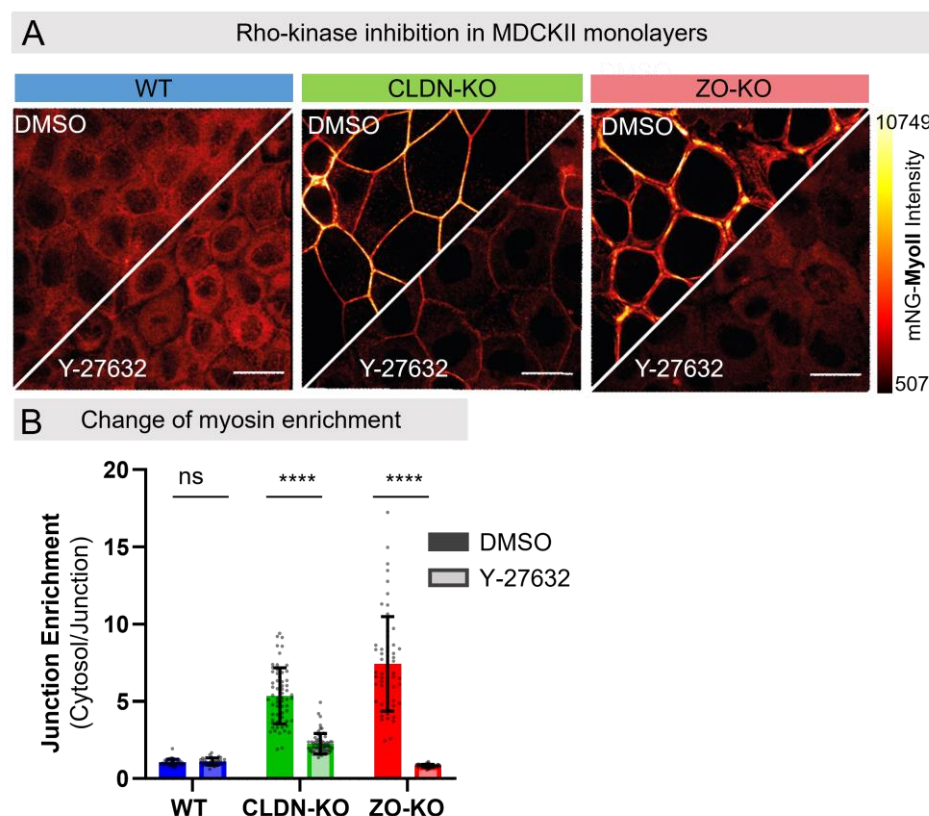 A
Rho-kinase inhibition in MDCKII monolayers
WT
CLDN-KO
ZO-KO
DMSO
DMSO
DMSO
DMSO
Y-27632
Y-27632
Y-27632
10749
507
mNG-MyoII Intensity
B
Change of myosin enrichment
Junction Enrichment
(Cytosol/Junction)
20
15
10
5
0
ns
****
****
DMSO
Y-27632
WT
CLDN-KO
ZO-KO